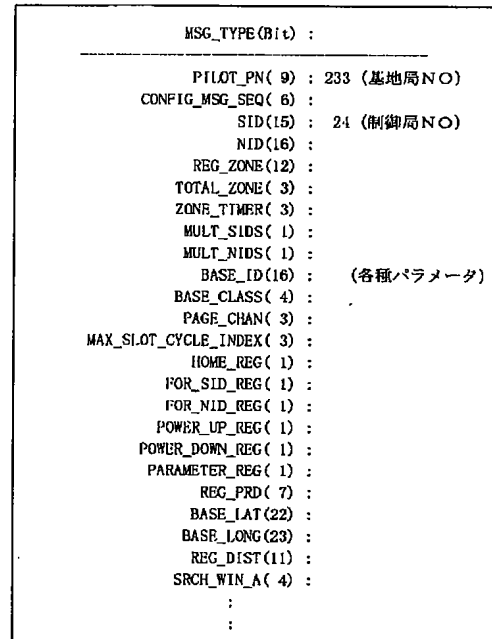 MSG_TYPE(Bit) :
PILOT_PN( 9) : 233 (基地局NO)
CONFIG_MSG_SEQ( 6) :
SID(15) : 24 (制御局NO)
NID(16) :
REG_ZONE(12) :
TOTAL_ZONE( 3) :
ZONE_TIMER( 3) :
MULT_SIDS( 1) :
MULT_NIDS( 1) :
BASE_ID(16) : (各種パラメータ)
BASE_CLASS( 4) :
PAGE_CHAN( 3) :
MAX_SLOT_CYCLE_INDEX( 3) :
HOME_REG( 1) :
FOR_SID_REG( 1) :
FOR_NID_REG( 1) :
POWER_UP_REG( 1) :
POWER_DOWN_REG( 1) :
PARAMETER_REG( 1) :
REG_PRD( 7) :
BASE_LAT(22) :
BASE_LONG(23) :
REG_DIST(11) :
SRCH_WIN_A( 4) :
:
: